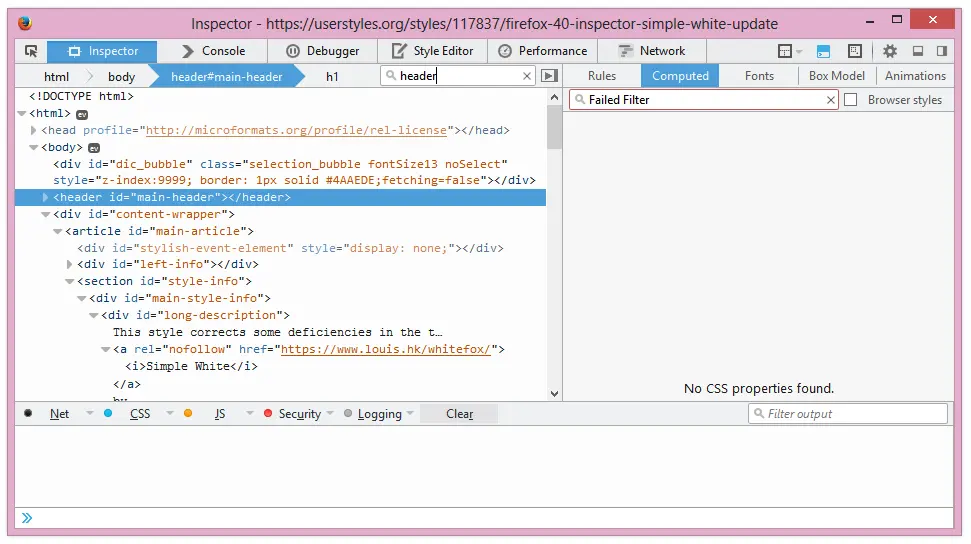 Inspector - https://userstyles.org/styles/117837/firefox-40-inspector-simple-white-update
Inspector Console Debugger Style Editor Performance Network
html body header#main-header h1 header
Rules Computed Fonts Box Model Animations
Failed Filter Browser styles
<!DOCTYPE html>
<html> ev
<head profile="http://microformats.org/profile/rel-license"></head>
<body> ev
<div id="dic_bubble" class="selection_bubble fontSize13 noSelect"
style="z-index:9999; border: 1px solid #4AAEDE;fetching=false"></div>
<header id="main-header"></header>
<div id="content-wrapper">
<article id="main-article">
<div id="stylish-event-element" style="display: none;"></div>
<div id="left-info"></div>
<section id="style-info">
<div id="main-style-info">
<div id="long-description">
This style corrects some deficiencies in the t…
<a rel="nofollow" href="https://www.louis.hk/whitefox/">
<i>Simple White</i>
</a>
by
No CSS properties found.
Net CSS JS Security Logging Clear Filter output